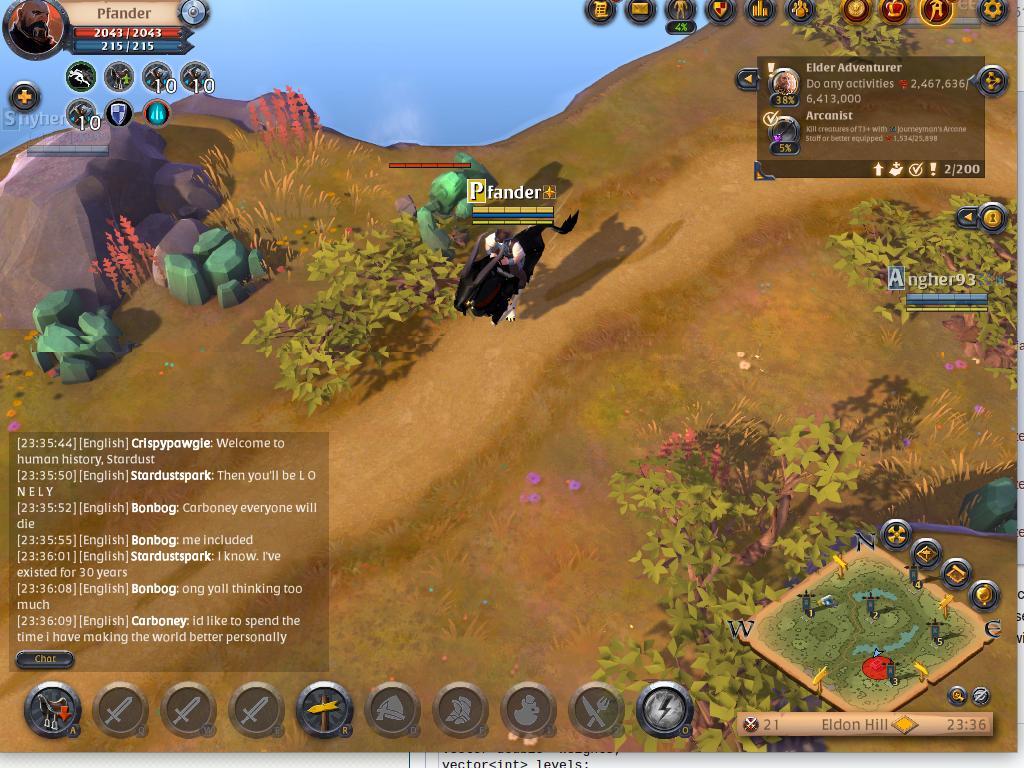 Pfander
2043/2043
215/215
4%
10
10
10
Elder Adventurer
Do any activities 2,467,636/
6,413,000
38%
Arcanist
Kill creatures of T3+ with Journeyman's Arcane
Staff or better equipped 1,534/25,898
5%
2/200
Pfander
Angher93
[23:35:44] [English] Crispypawgie: Welcome to
human history, Stardust
[23:35:50] [English] Stardustspark: Then you'll be L O
N E L Y
[23:35:52] [English] Bonbog: Carboney everyone will
die
[23:35:55] [English] Bonbog: me included
[23:36:01] [English] Stardustspark: I know. I've
existed for 30 years
[23:36:08] [English] Bonbog: ong yall thinking too
much
[23:36:09] [English] Carboney: id like to spend the
time i have making the world better personally
Chat
N
W
E
1
2
3
4
5
A
Q
W
E
R
D
F
O
21
Eldon Hill
23:36
vector<int> levels;